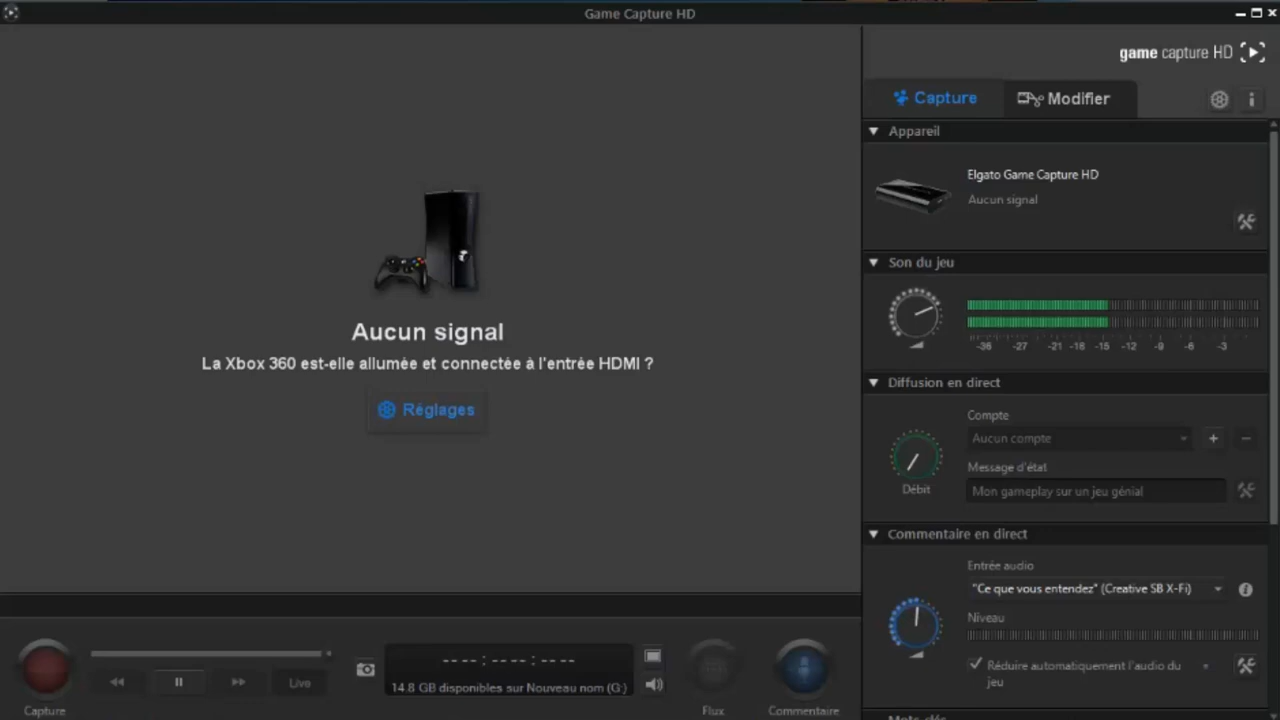 Game Capture HD
game capture HD
Capture
Modifier
Appareil
Elgato Game Capture HD
Aucun signal
Son du jeu
-36 -27 -21 -18 -15 -12 -9 -6 -3
Aucun signal
La Xbox 360 est-elle allumée et connectée à l'entrée HDMI ?
Réglages
Diffusion en direct
Compte
Aucun compte
Message d'état
Mon gameplay sur un jeu génial
Débit
Commentaire en direct
Entrée audio
"Ce que vous entendez" (Creative SB X-Fi)
Niveau
Réduire automatiquement l'audio du
jeu
Live
--:--:--
14.8 GB disponibles sur Nouveau nom (G:)
Capture
Flux
Commentaire